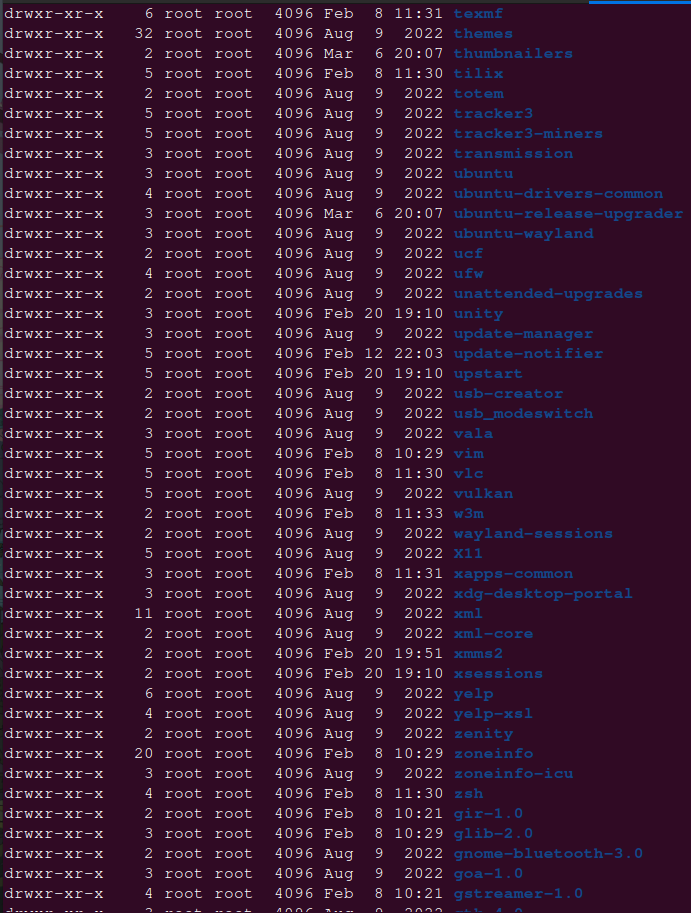 drwxr-xr-x    6 root root  4096 Feb  8 11:31 texmf
drwxr-xr-x   32 root root  4096 Aug  9  2022 themes
drwxr-xr-x    2 root root  4096 Mar  6 20:07 thumbnailers
drwxr-xr-x    5 root root  4096 Feb  8 11:30 tilix
drwxr-xr-x    2 root root  4096 Aug  9  2022 totem
drwxr-xr-x    5 root root  4096 Aug  9  2022 tracker3
drwxr-xr-x    5 root root  4096 Aug  9  2022 tracker3-miners
drwxr-xr-x    3 root root  4096 Aug  9  2022 transmission
drwxr-xr-x    3 root root  4096 Aug  9  2022 ubuntu
drwxr-xr-x    4 root root  4096 Aug  9  2022 ubuntu-drivers-common
drwxr-xr-x    3 root root  4096 Mar  6 20:07 ubuntu-release-upgrader
drwxr-xr-x    3 root root  4096 Aug  9  2022 ubuntu-wayland
drwxr-xr-x    2 root root  4096 Aug  9  2022 ucf
drwxr-xr-x    4 root root  4096 Aug  9  2022 ufw
drwxr-xr-x    2 root root  4096 Aug  9  2022 unattended-upgrades
drwxr-xr-x    3 root root  4096 Feb 20 19:10 unity
drwxr-xr-x    3 root root  4096 Aug  9  2022 update-manager
drwxr-xr-x    5 root root  4096 Feb 12 22:03 update-notifier
drwxr-xr-x    5 root root  4096 Feb 20 19:10 upstart
drwxr-xr-x    2 root root  4096 Aug  9  2022 usb-creator
drwxr-xr-x    2 root root  4096 Aug  9  2022 usb_modeswitch
drwxr-xr-x    3 root root  4096 Aug  9  2022 vala
drwxr-xr-x    5 root root  4096 Feb  8 10:29 vim
drwxr-xr-x    5 root root  4096 Feb  8 11:30 vlc
drwxr-xr-x    5 root root  4096 Aug  9  2022 vulkan
drwxr-xr-x    2 root root  4096 Feb  8 11:33 w3m
drwxr-xr-x    2 root root  4096 Aug  9  2022 wayland-sessions
drwxr-xr-x    5 root root  4096 Aug  9  2022 X11
drwxr-xr-x    3 root root  4096 Feb  8 11:31 xapps-common
drwxr-xr-x    3 root root  4096 Aug  9  2022 xdg-desktop-portal
drwxr-xr-x   11 root root  4096 Aug  9  2022 xml
drwxr-xr-x    2 root root  4096 Aug  9  2022 xml-core
drwxr-xr-x    2 root root  4096 Feb 20 19:51 xmms2
drwxr-xr-x    2 root root  4096 Feb 20 19:10 xsessions
drwxr-xr-x    6 root root  4096 Aug  9  2022 yelp
drwxr-xr-x    4 root root  4096 Aug  9  2022 yelp-xsl
drwxr-xr-x    2 root root  4096 Aug  9  2022 zenity
drwxr-xr-x   20 root root  4096 Feb  8 10:29 zoneinfo
drwxr-xr-x    3 root root  4096 Aug  9  2022 zoneinfo-icu
drwxr-xr-x    4 root root  4096 Feb  8 11:30 zsh
drwxr-xr-x    2 root root  4096 Feb  8 10:21 gir-1.0
drwxr-xr-x    3 root root  4096 Feb  8 10:29 glib-2.0
drwxr-xr-x    2 root root  4096 Aug  9  2022 gnome-bluetooth-3.0
drwxr-xr-x    3 root root  4096 Aug  9  2022 goa-1.0
drwxr-xr-x    4 root root  4096 Feb  8 10:21 gstreamer-1.0